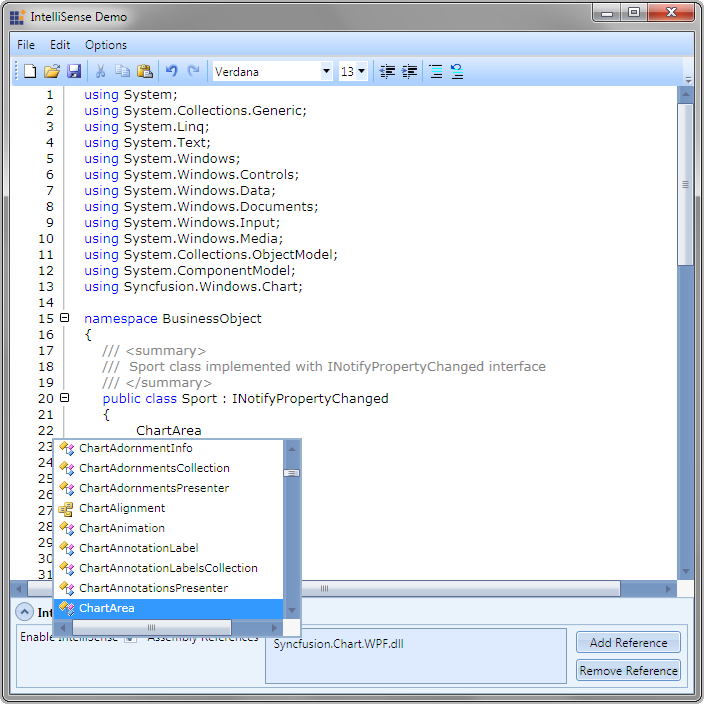 IntelliSense Demo
File Edit Options
Verdana 13
1 using System;
2 using System.Collections.Generic;
3 using System.Linq;
4 using System.Text;
5 using System.Windows;
6 using System.Windows.Controls;
7 using System.Windows.Data;
8 using System.Windows.Documents;
9 using System.Windows.Input;
10 using System.Windows.Media;
11 using System.Collections.ObjectModel;
12 using System.ComponentModel;
13 using Syncfusion.Windows.Chart;
14
15 namespace BusinessObject
16 {
17 /// <summary>
18 /// Sport class implemented with INotifyPropertyChanged interface
19 /// </summary>
20 public class Sport : INotifyPropertyChanged
21 {
22 ChartArea
23 ChartAdornmentInfo
24 ChartAdornmentsCollection
25 ChartAdornmentsPresenter
26 ChartAlignment
27 ChartAnimation
28 ChartAnnotationLabel
29 ChartAnnotationLabelsCollection
30 ChartAnnotationsPresenter
31 ChartArea
Enable IntelliSense Assembly References Syncfusion.Chart.WPF.dll Add Reference
Remove Reference